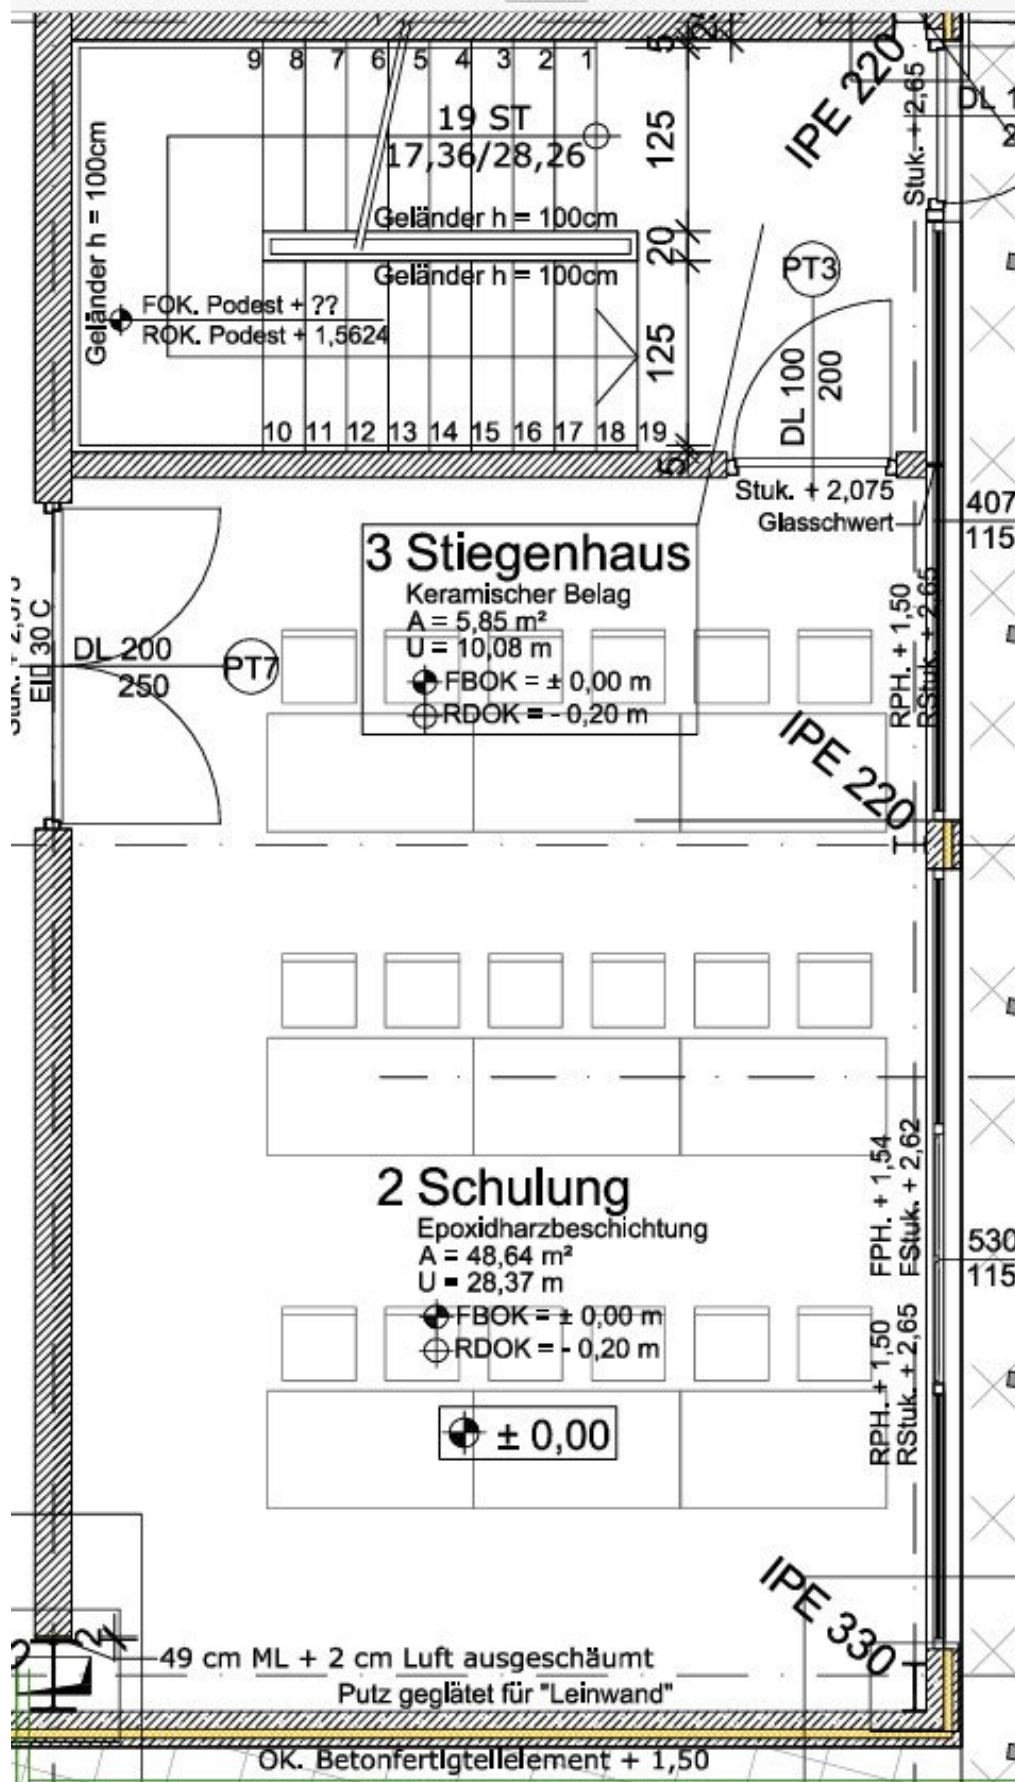 9 8 7 6 5 4 3 2 1
5
IPE 220
Stuk. + 2,65
DL 1
19 ST
17,36/28,26
125
Geländer h = 100cm
Geländer h = 100cm
20
Geländer h = 100cm
PT3
FOK. Podest + ??
ROK. Podest + 1,5624
125
DL 100
200
10 11 12 13 14 15 16 17 18 19
5
Stuk. + 2,075
Glasschwert
407
115
3 Stiegenhaus
Keramischer Belag
A = 5,85 m²
U = 10,08 m
FBOK = ± 0,00 m
RDOK = - 0,20 m
EI 30 C
DL 200
250
PT7
RPH. + 1,50
RStuk. + 2,65
IPE 220
2 Schulung
Epoxidharzbeschichtung
A = 48,64 m²
U = 28,37 m
FBOK = ± 0,00 m
RDOK = - 0,20 m
± 0,00
FPH. + 1,54
FStuk. + 2,62
530
115
RPH. + 1,50
RStuk. + 2,65
IPE 330
2
49 cm ML + 2 cm Luft ausgeschäumt
Putz geglätet für "Leinwand"
OK. Betonfertigteilelement + 1,50